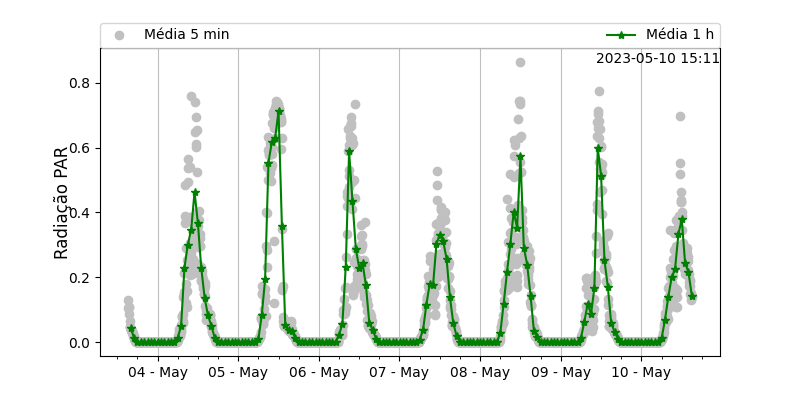 Média 5 min
Média 1 h
2023-05-10 15:11
Radiação PAR
0.8
0.6
0.4
0.2
0.0
04 - May
05 - May
06 - May
07 - May
08 - May
09 - May
10 - May